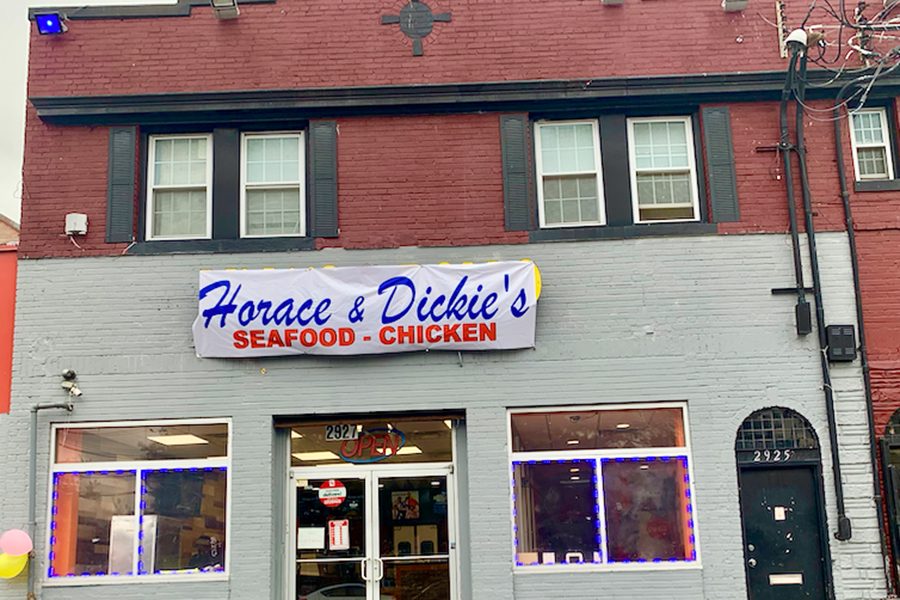 Horace & Dickie's
SEAFOOD - CHICKEN
2927
OPEN
2925